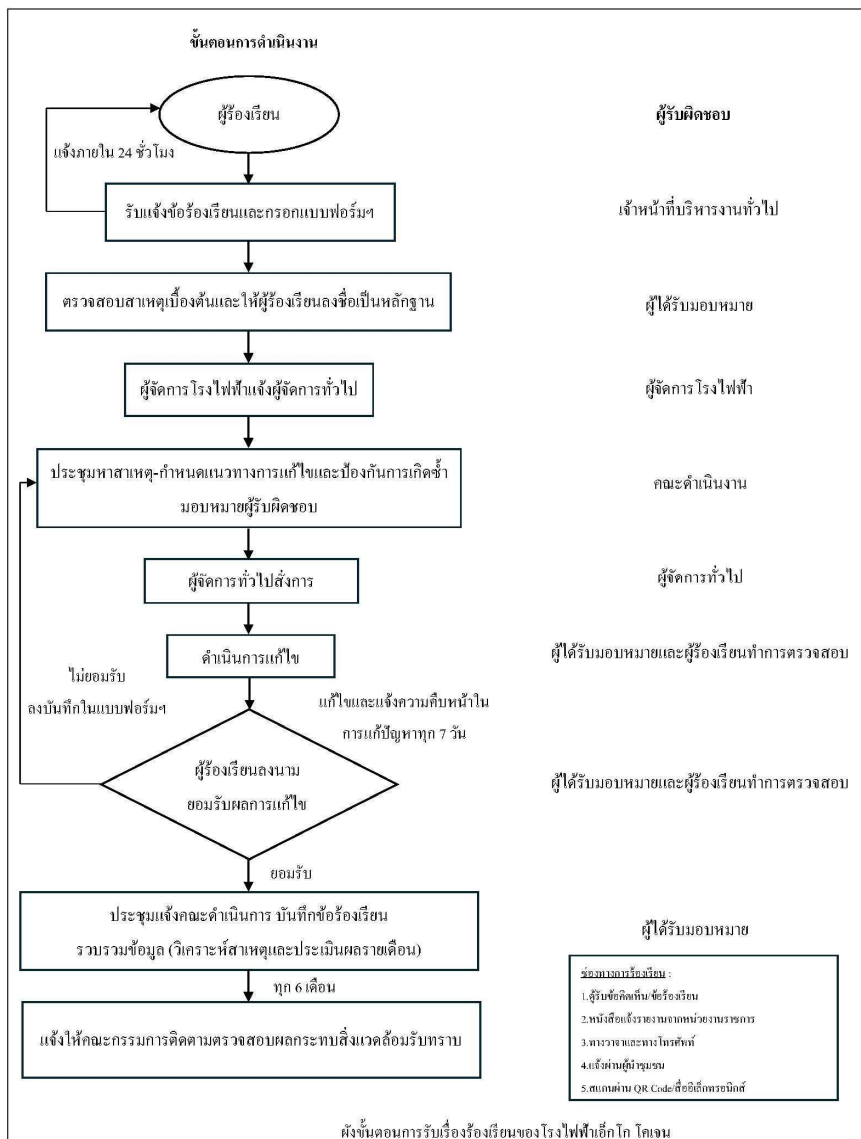 ขั้นตอนการดำเนินงาน
ผู้ร้องเรียน
ผู้รับผิดชอบ
แจ้งภายใน 24 ชั่วโมง
รับแจ้งข้อร้องเรียนและกรอกแบบฟอร์มฯ
เจ้าหน้าที่บริหารงานทั่วไป
ตรวจสอบสาเหตุเบื้องต้นและให้ผู้ร้องเรียนลงชื่อเป็นหลักฐาน
ผู้ได้รับมอบหมาย
ผู้จัดการโรงไฟฟ้าแจ้งผู้จัดการทั่วไป
ผู้จัดการโรงไฟฟ้า
ประชุมหาสาเหตุ-กำหนดแนวทางการแก้ไขและป้องกันการเกิดซ้ำ
มอบหมายผู้รับผิดชอบ
คณะดำเนินงาน
ผู้จัดการทั่วไปสั่งการ
ผู้จัดการทั่วไป
ดำเนินการแก้ไข
ผู้ได้รับมอบหมายและผู้ร้องเรียนทำการตรวจสอบ
ไม่ยอมรับ
ลงบันทึกในแบบฟอร์มฯ
แก้ไขและแจ้งความคืบหน้าใน
การแก้ปัญหาทุก 7 วัน
ผู้ร้องเรียนลงนาม
ยอมรับผลการแก้ไข
ผู้ได้รับมอบหมายและผู้ร้องเรียนทำการตรวจสอบ
ยอมรับ
ประชุมแจ้งคณะดำเนินการ บันทึกข้อร้องเรียน
รวบรวมข้อมูล (วิเคราะห์สาเหตุและประเมินผลรายเดือน)
ผู้ได้รับมอบหมาย
ทุก 6 เดือน
แจ้งให้คณะกรรมการติดตามตรวจสอบผลกระทบสิ่งแวดล้อมรับทราบ
ช่องทางการร้องเรียน :
1.ตู้รับข้อคิดเห็น/ข้อร้องเรียน
2.หนังสือแจ้งรายงานจากหน่วยงานราชการ
3.ทางวาจาและทางโทรศัพท์
4.แจ้งผ่านผู้นำชุมชน
5.สแกนผ่าน QR Code/สื่ออิเล็กทรอนิกส์
ผังขั้นตอนการรับเรื่องร้องเรียนของโรงไฟฟ้าเอ็กโก โคเจน